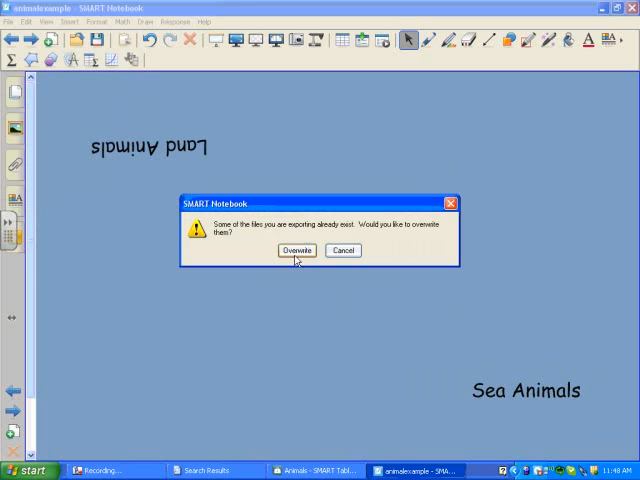 animalexample - SMART Notebook
File Edit View Insert Format Math Draw Response Help
Land Animals
SMART Notebook
Some of the files you are exporting already exist. Would you like to overwrite
them?
Overwrite Cancel
Sea Animals
start Recording... Search Results Animals - SMART Tabl... animalexample - SMA... 11:48 AM